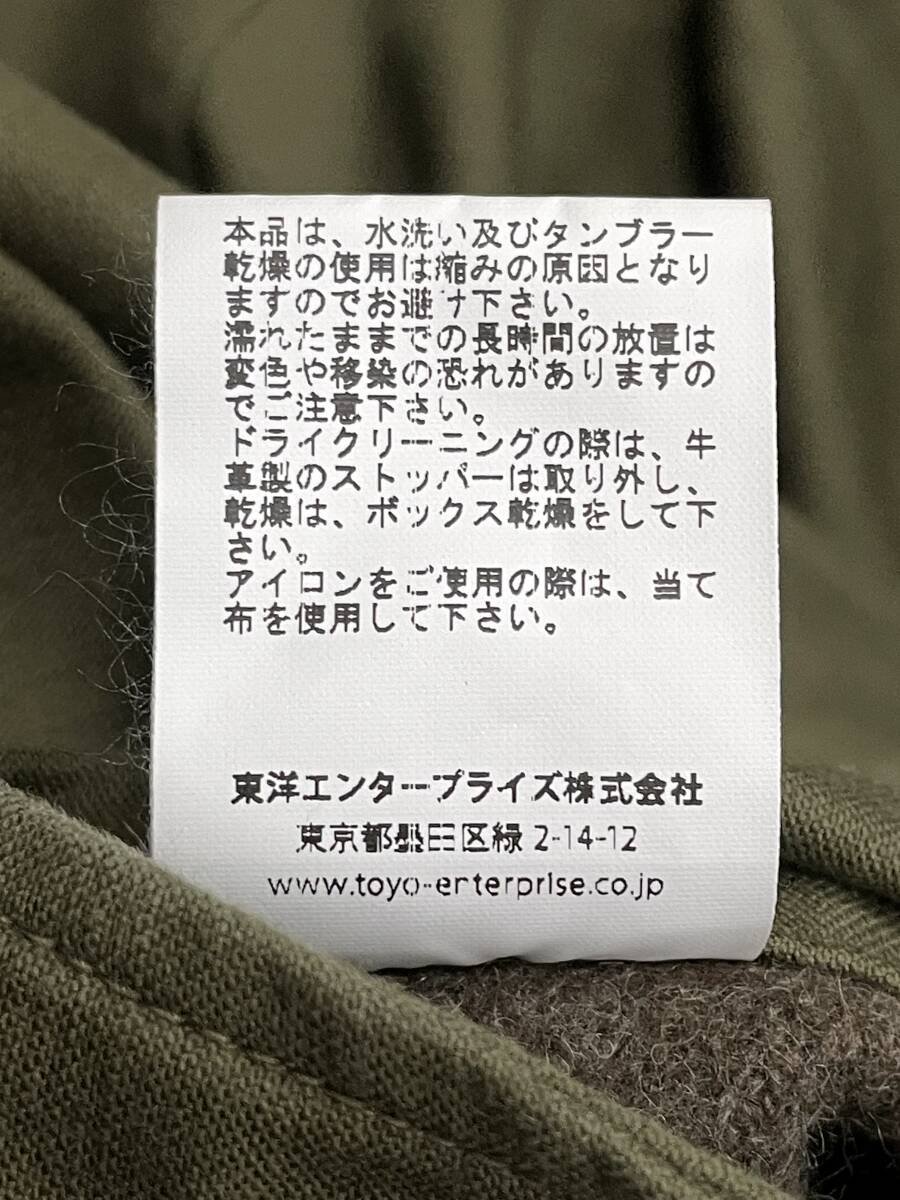 本品は、水洗い及びタンブラー
乾燥の使用は縮みの原因となり
ますのでお避け下さい。
濡れたままでの長時間の放置は
変色や移染の恐れがありますの
でご注意下さい。
ドライクリーニングの際は、牛
革製のストッパーは取り外し、
乾燥は、ボックス乾燥をして下
さい。
アイロンをご使用の際は、当て
布を使用して下さい。
東洋エンタープライズ株式会社
東京都墨田区緑 2-14-12
www.toyo-enterprise.co.jp